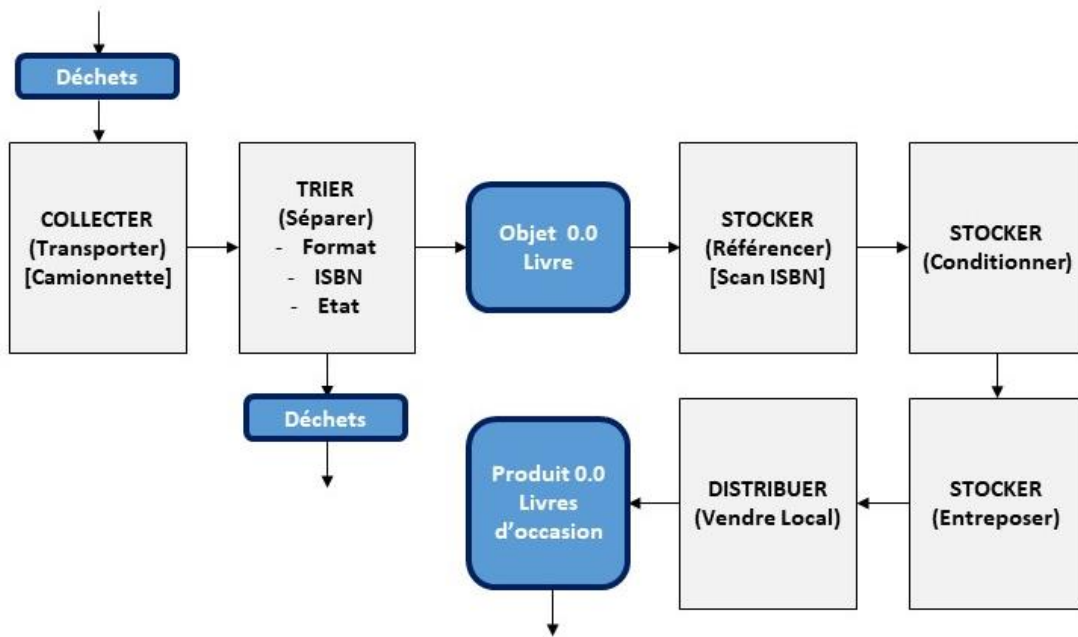 Déchets
COLLECTER
(Transporter)
[Camionnette]
TRIER
(Séparer)
- Format
- ISBN
- Etat
Objet 0.0
Livre
STOCKER
(Référencer)
[Scan ISBN]
STOCKER
(Conditionner)
Déchets
STOCKER
(Entreposer)
DISTRIBUER
(Vendre Local)
Produit 0.0
Livres
d'occasion